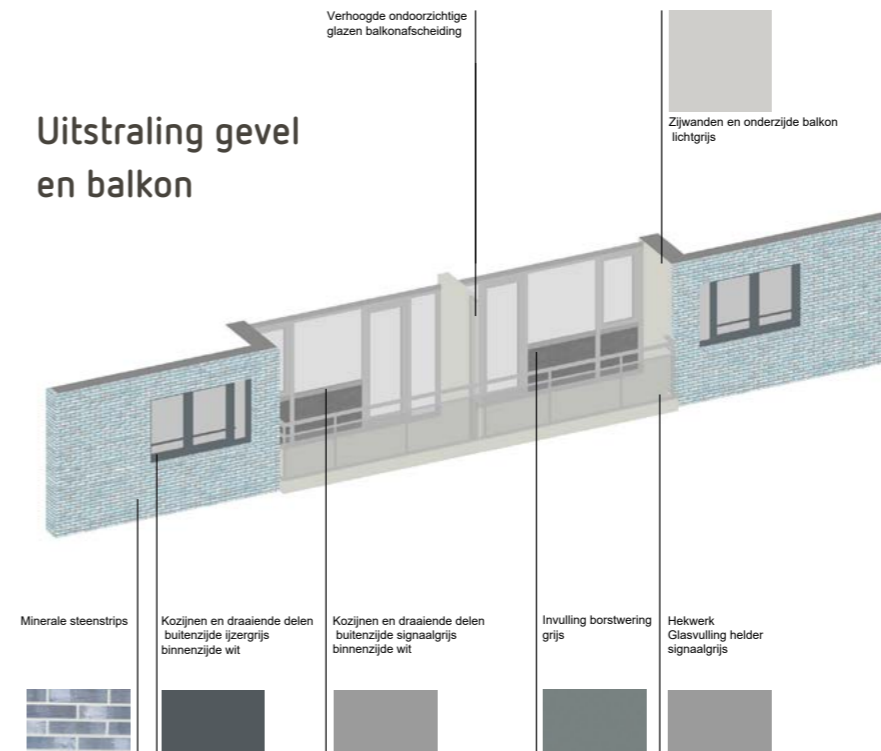 Verhoogde ondoorzichtige
glazen balkonafscheiding
Uitstraling gevel
en balkon
Zijwanden en onderzijde balkon
lichtgrijs
Minerale steenstrips
Kozijnen en draaiende delen
buitenzijde ijzergrijs
binnenzijde wit
Kozijnen en draaiende delen
buitenzijde signaalgrijs
binnenzijde wit
Invulling borstwering
grijs
Hekwerk
Glasvulling helder
signaalgrijs